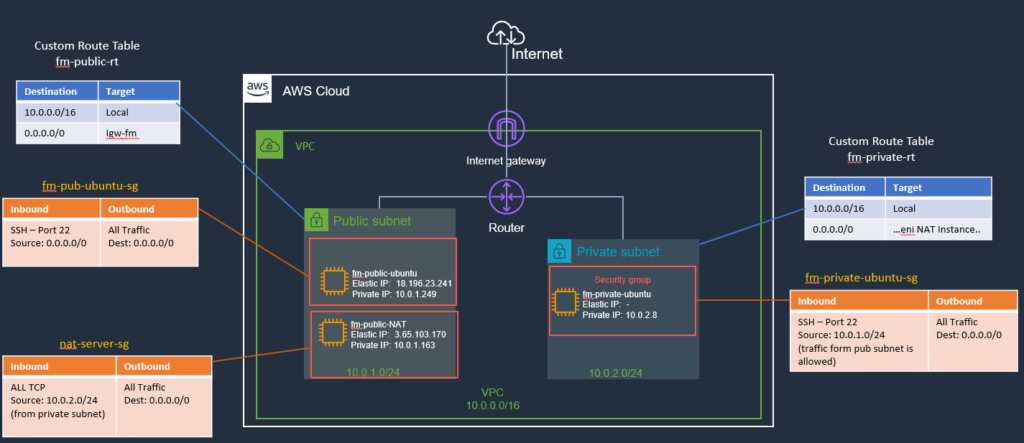 Internet
Custom Route Table
fm-public-rt
Destination Target
10.0.0.0/16 Local
0.0.0.0/0 Igw-fm
aws
AWS Cloud
VPC
Internet gateway
Router
Custom Route Table
fm-private-rt
Destination Target
10.0.0.0/16 Local
0.0.0.0/0 ...eni NAT Instance..
fm-pub-ubuntu-sg
Inbound Outbound
SSH – Port 22 All Traffic
Source: 0.0.0.0/0 Dest: 0.0.0.0/0
Public subnet
fm-public-ubuntu
Elastic IP: 18.196.23.241
Private IP: 10.0.1.249
fm-public-NAT
Elastic IP: 3.65.103.170
Private IP: 10.0.1.163
10.0.1.0/24
Private subnet
Security group
fm-private-ubuntu
Elastic IP: -
Private IP: 10.0.2.8
10.0.2.0/24
fm-private-ubuntu-sg
Inbound Outbound
SSH – Port 22 All Traffic
Source: 10.0.1.0/24 Dest: 0.0.0.0/0
(traffic form pub subnet is
allowed)
nat-server-sg
Inbound Outbound
ALL TCP All Traffic
Source: 10.0.2.0/24 Dest: 0.0.0.0/0
(from private subnet)
VPC
10.0.0.0/16